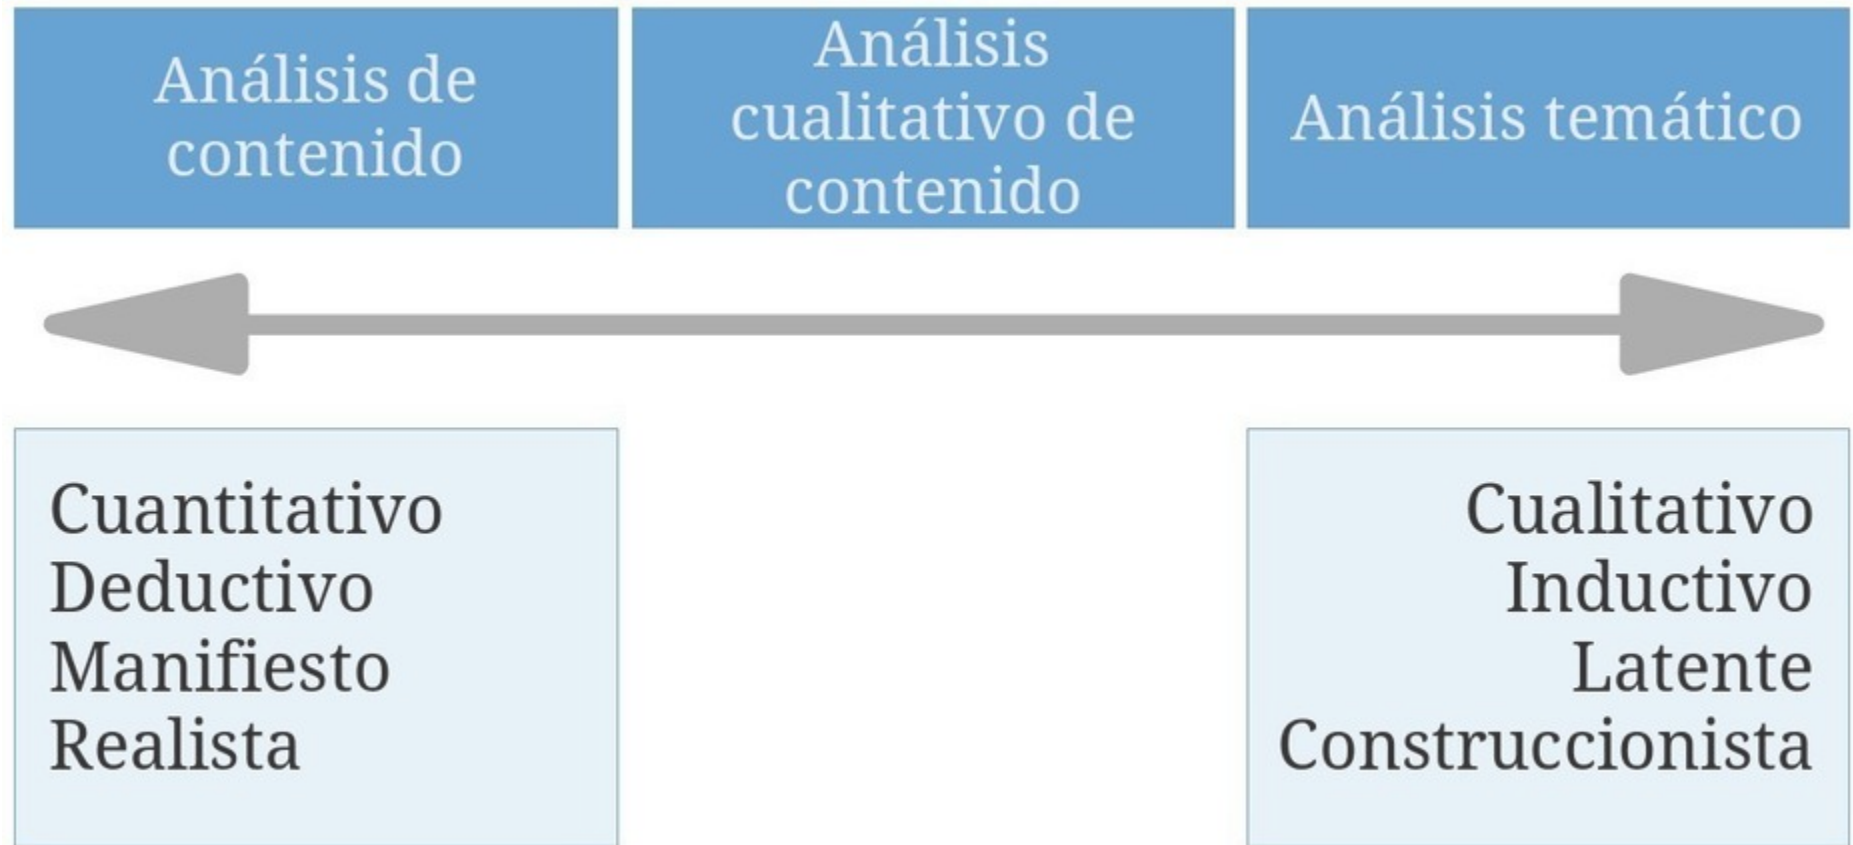 Análisis de
contenido
Análisis
cualitativo de
contenido
Análisis temático
Cuantitativo
Deductivo
Manifiesto
Realista
Cualitativo
Inductivo
Latente
Construccionista